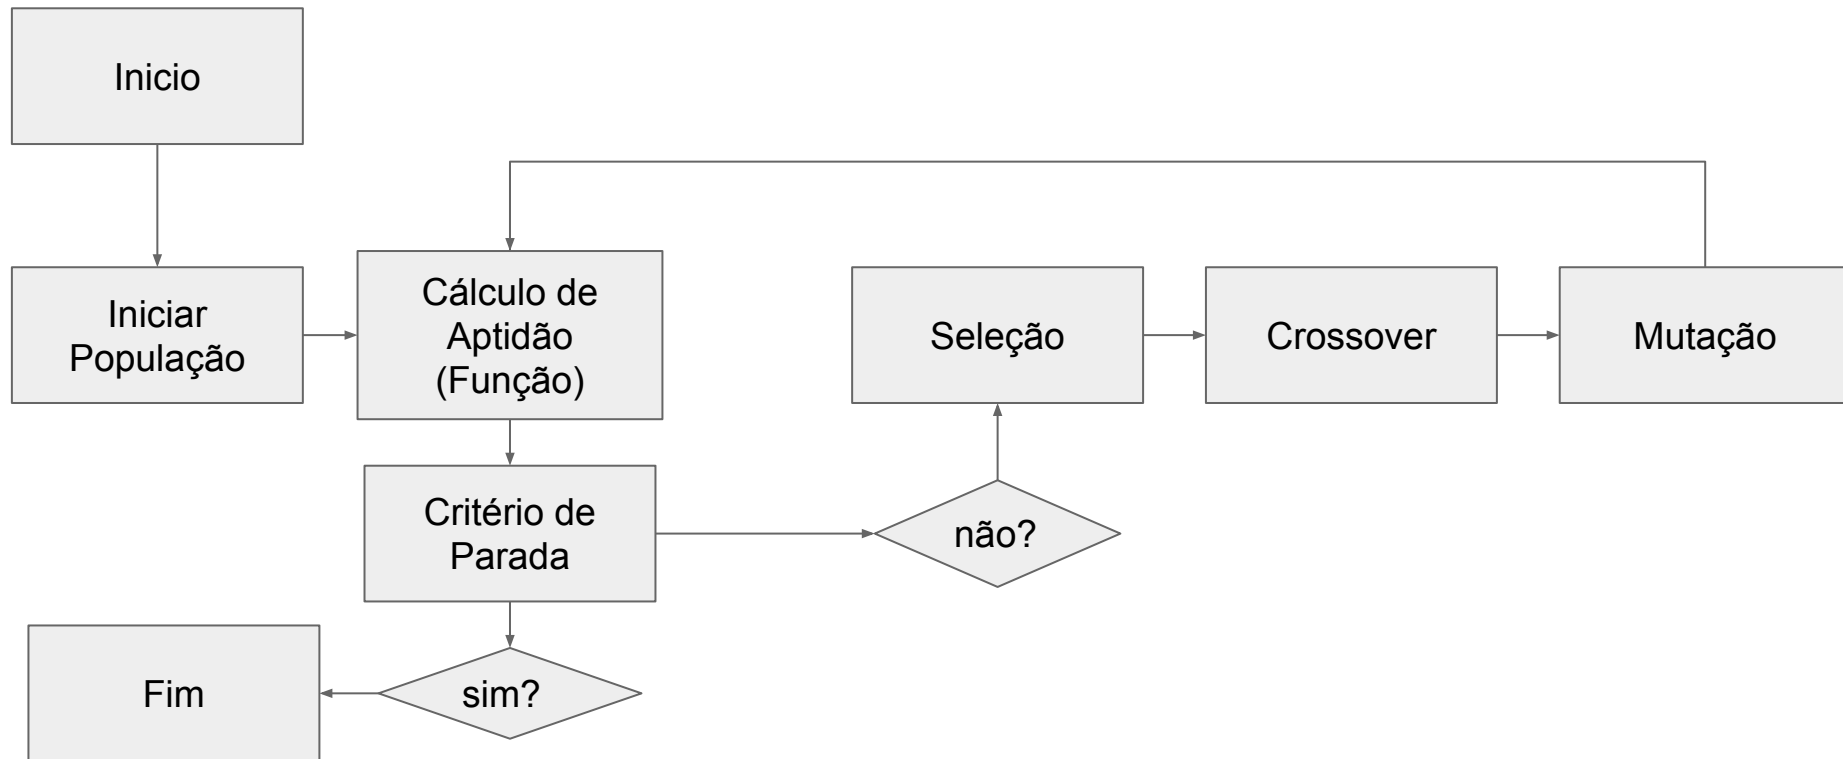 Inicio
Iniciar
População
Cálculo de
Aptidão
(Função)
Critério de
Parada
sim?
Fim
não?
Seleção
Crossover
Mutação